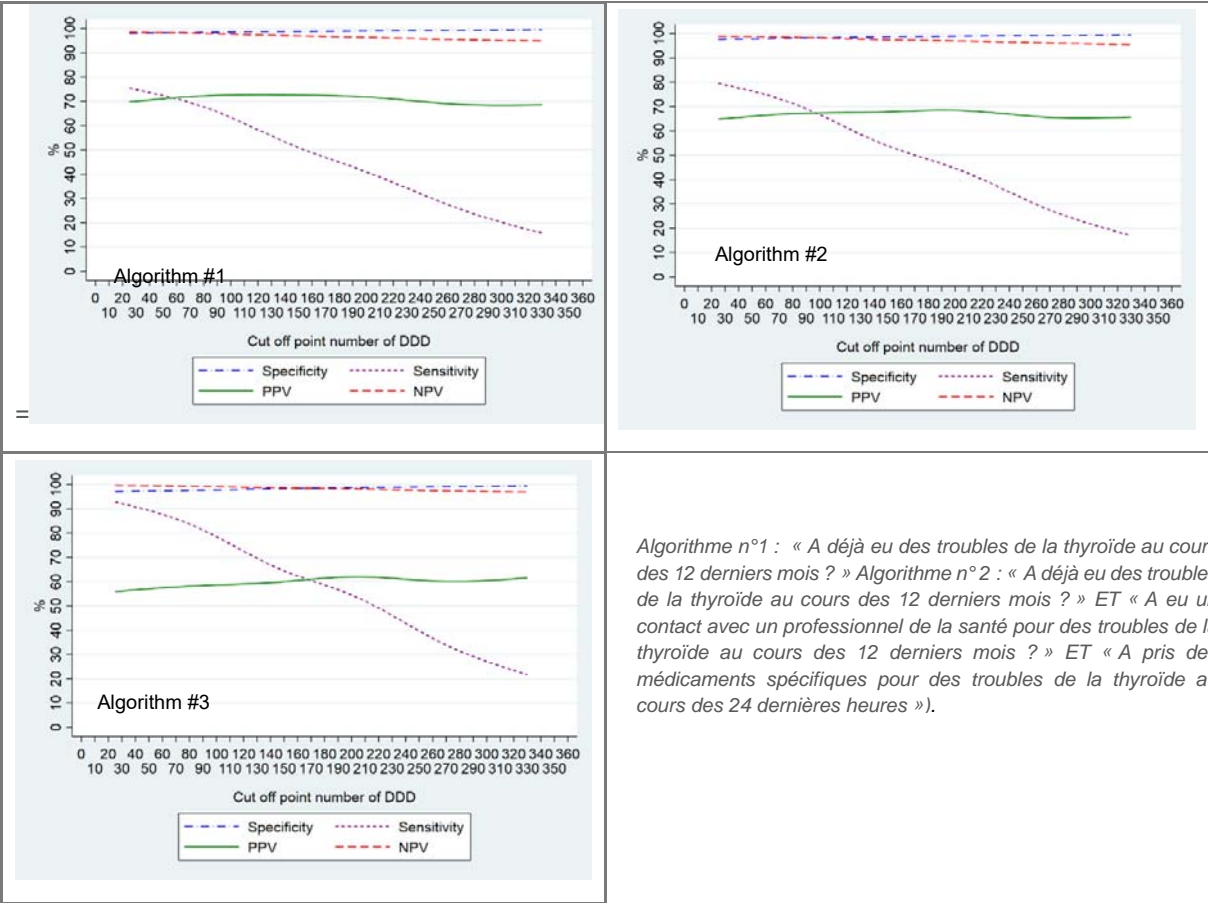 100
90
80
70
60
50
40
30
20
10
0
%
Algorithm #1
0 20 40 60 80 100 120 140 160 180 200 220 240 260 280 300 320 340 360
10 30 50 70 90 110 130 150 170 190 210 230 250 270 290 310 330 350
Cut off point number of DDD
Specificity Sensitivity
PPV NPV
=
100
90
80
70
60
50
40
30
20
10
0
%
Algorithm #2
0 20 40 60 80 100 120 140 160 180 200 220 240 260 280 300 320 340 360
10 30 50 70 90 110 130 150 170 190 210 230 250 270 290 310 330 350
Cut off point number of DDD
Specificity Sensitivity
PPV NPV
100
90
80
70
60
50
40
30
20
10
0
%
Algorithm #3
0 20 40 60 80 100 120 140 160 180 200 220 240 260 280 300 320 340 360
10 30 50 70 90 110 130 150 170 190 210 230 250 270 290 310 330 350
Cut off point number of DDD
Specificity Sensitivity
PPV NPV
Algorithme n°1 : « A déjà eu des troubles de la thyroïde au cour
des 12 derniers mois ? » Algorithme n° 2 : « A déjà eu des trouble
de la thyroïde au cours des 12 derniers mois ? » ET « A eu u
contact avec un professionnel de la santé pour des troubles de l
thyroïde au cours des 12 derniers mois ? » ET « A pris de
médicaments spécifiques pour des troubles de la thyroïde a
cours des 24 dernières heures »).